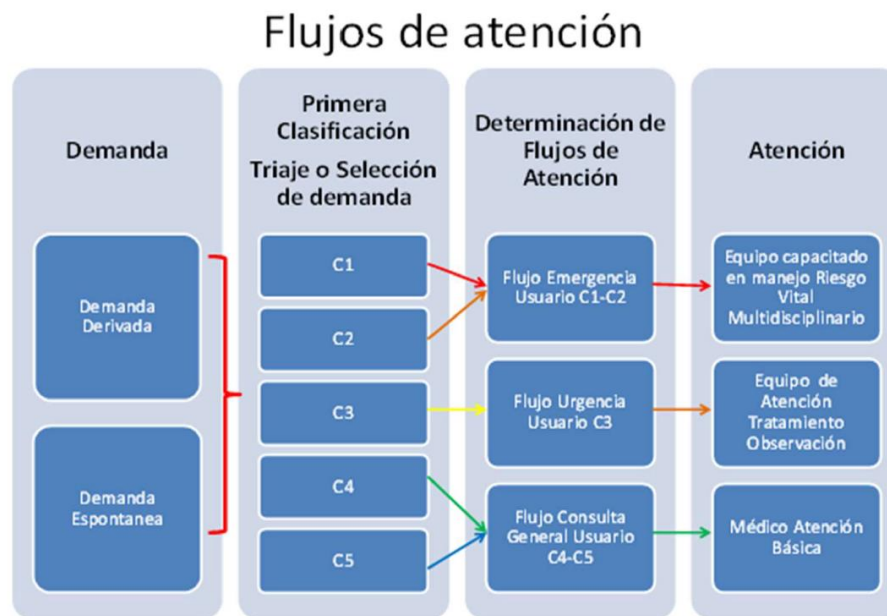 Flujos de atención
Demanda
Demanda
Derivada
Demanda
Espontanea
Primera
Clasificación
Triaje o Selección
de demanda
C1
C2
C3
C4
C5
Determinación de
Flujos de
Atención
Flujo Emergencia
Usuario C1-C2
Flujo Urgencia
Usuario C3
Flujo Consulta
General Usuario
C4-C5
Atención
Equipo capacitado
en manejo Riesgo
Vital
Multidisciplinario
Equipo de
Atención
Tratamiento
Observación
Médico Atención
Básica